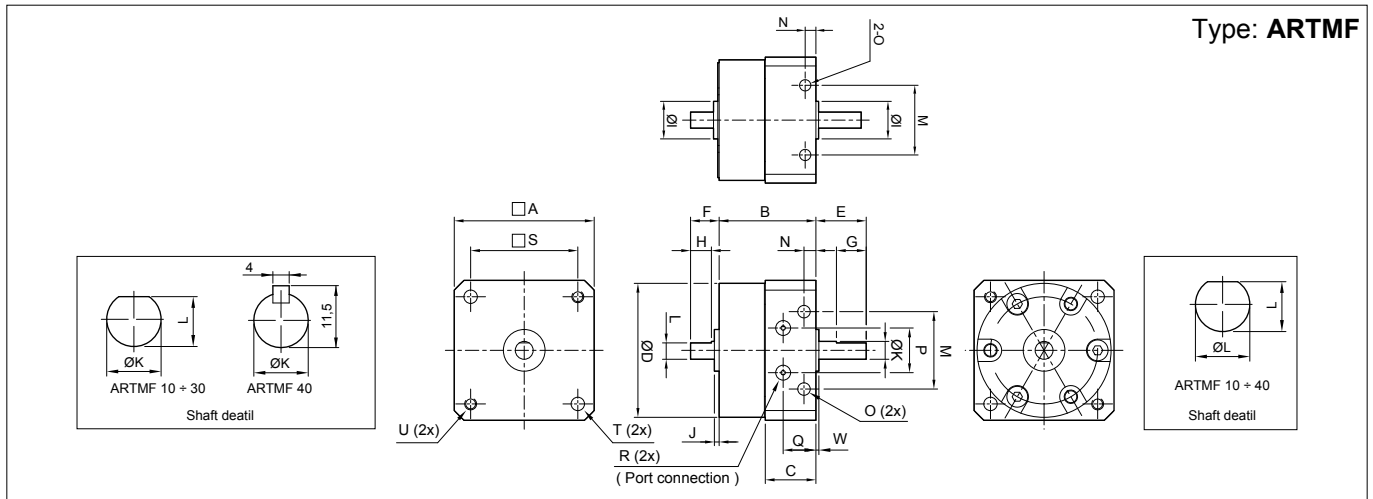 Type: ARTMF
N
2-O
ØI
ØI
M
□A
□S
F
B
E
H
N
G
L
ØD
ØK
P
M
J
Q
W
C
U (2x)
T (2x)
R (2x)
( Port connection )
O (2x)
4
L
11,5
ØK
ØK
ARTMF 10 ÷ 30
ARTMF 40
Shaft deatil
L
ØL
ARTMF 10 ÷ 40
Shaft deatil